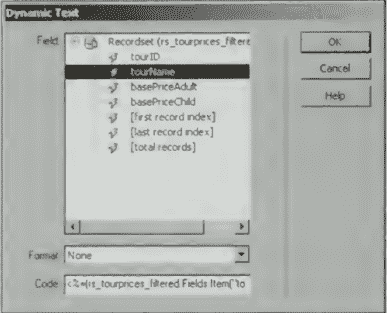 Dynamic Text
Field
Recordset (rs_tourprices_filtered
tourID
tourName
basePriceAdult
basePriceChild
[first record index]
[last record index]
[total records]
OK
Cancel
Help
Format None
Code <%=(rs_tourprices_filtered Fields Item("to